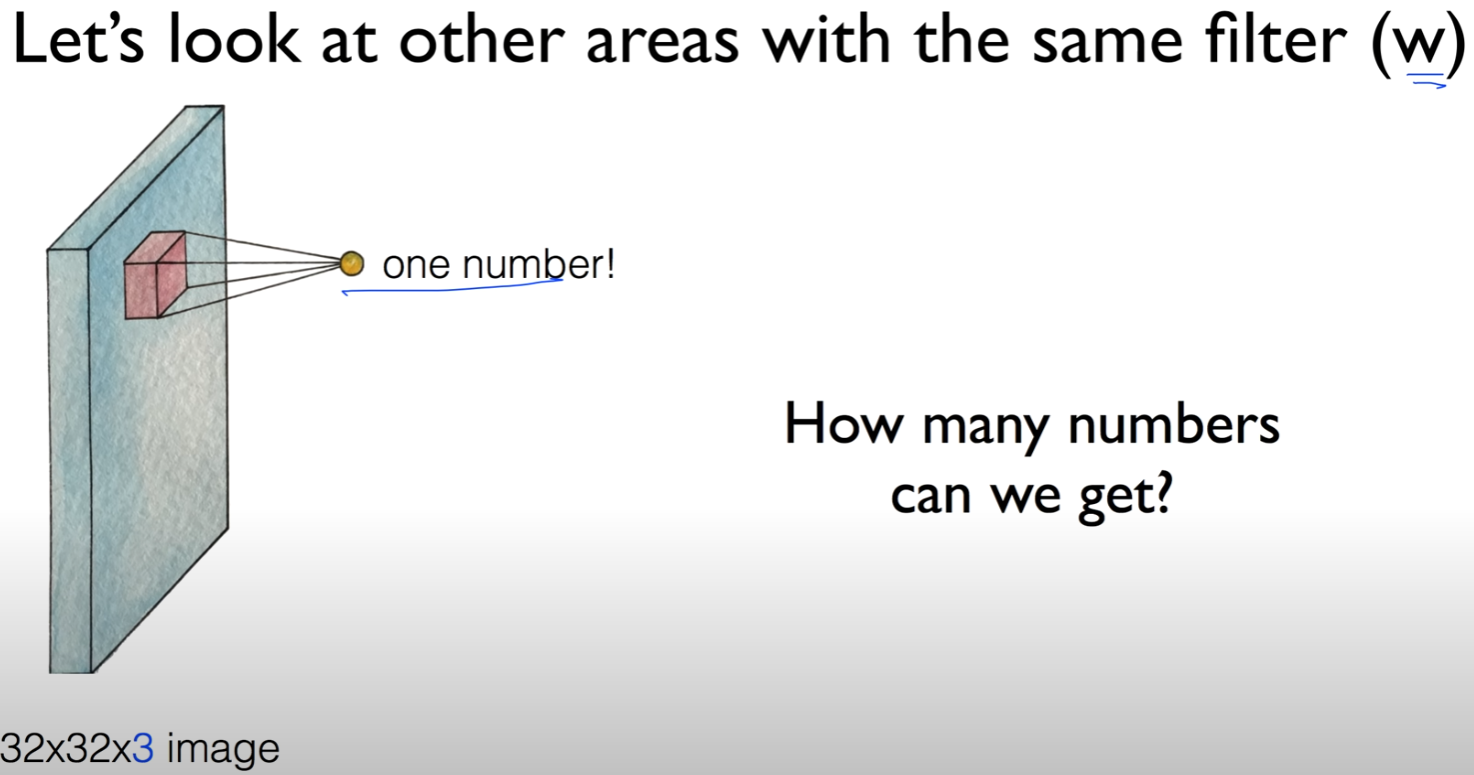 Let's look at other areas with the same filter (w)
one number!
How many numbers
can we get?
32x32x3 image